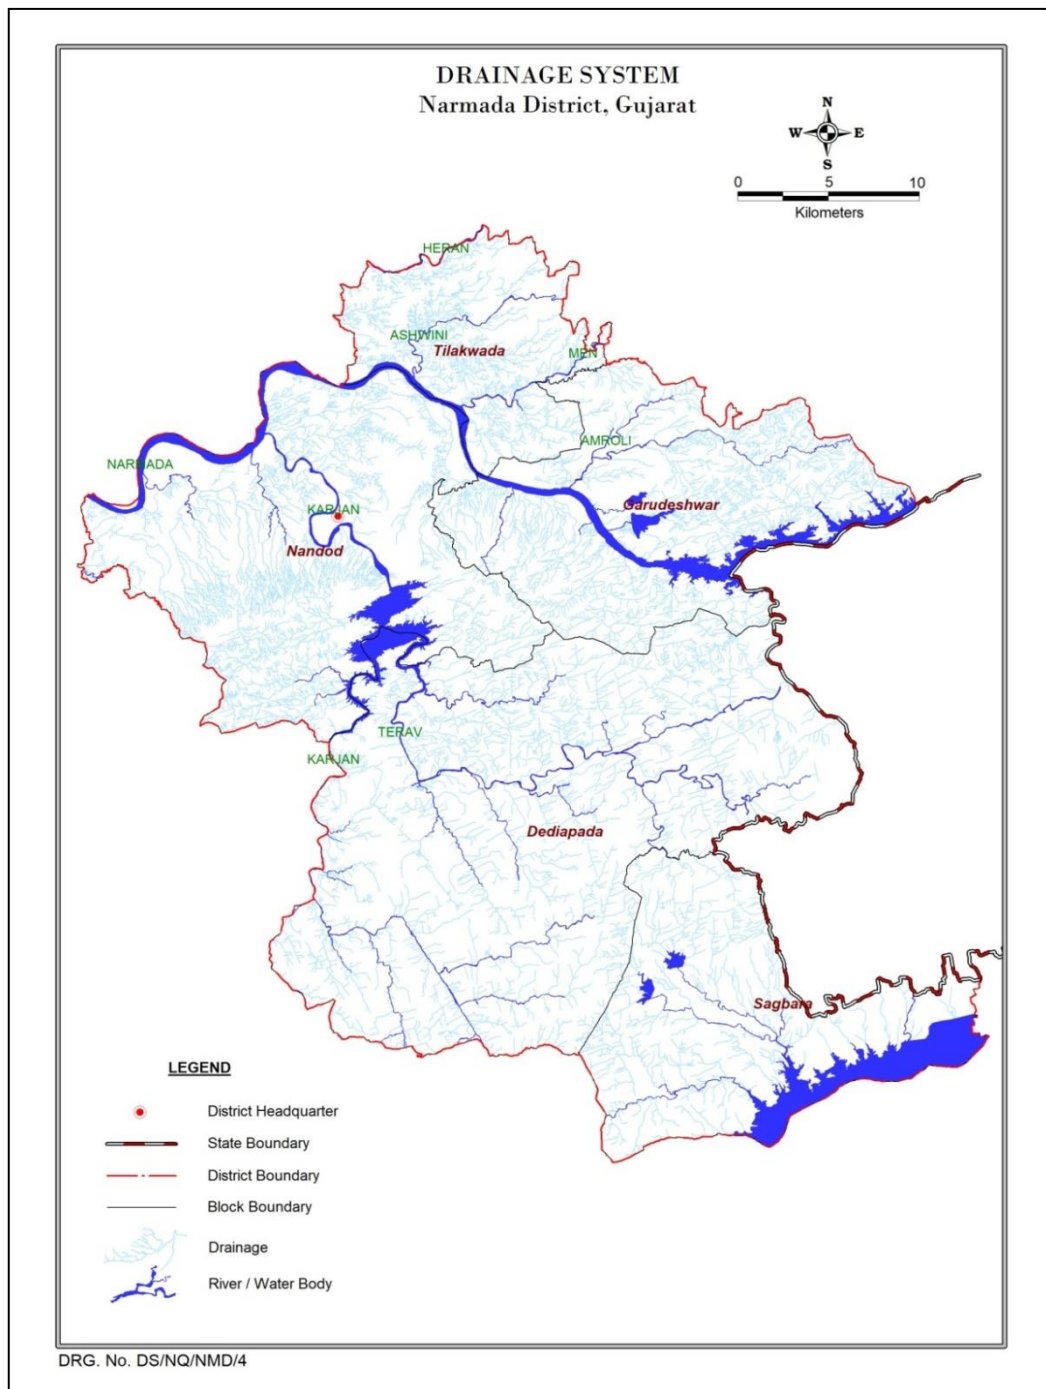 DRAINAGE SYSTEM
Narmada District, Gujarat
N
W E
S
0 5 10
Kilometers
HERAN
ASHWINI
Tilakwada
MEN
AMROLI
NARMADA
Garudeshwar
KARJAN
Nandod
TERAV
KARJAN
Dediapada
Sagbara
LEGEND
District Headquarter
State Boundary
District Boundary
Block Boundary
Drainage
River / Water Body
DRG. No. DS/NQ/NMD/4